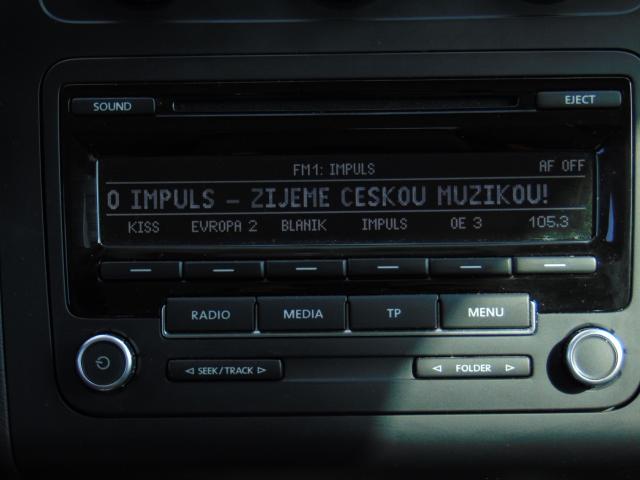 SOUND EJECT
FM1: IMPULS AF OFF
O IMPULS - ZIJEME CESKOU MUZIKOU!
KISS EVROPA 2 BLANIK IMPULS OE 3 105.3
RADIO MEDIA TP MENU
◁ SEEK/TRACK ▷ ◁ FOLDER ▷